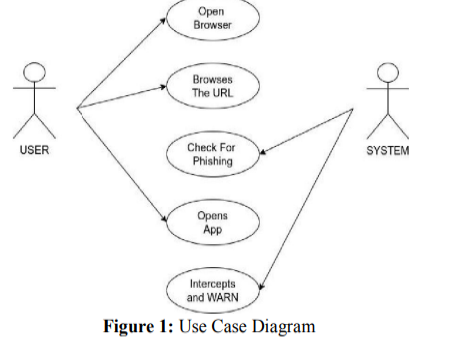 Open
Browser
Browses
The URL
USER
Check For
Phishing
SYSTEM
Opens
App
Intercepts
and WARN
Figure 1: Use Case Diagram